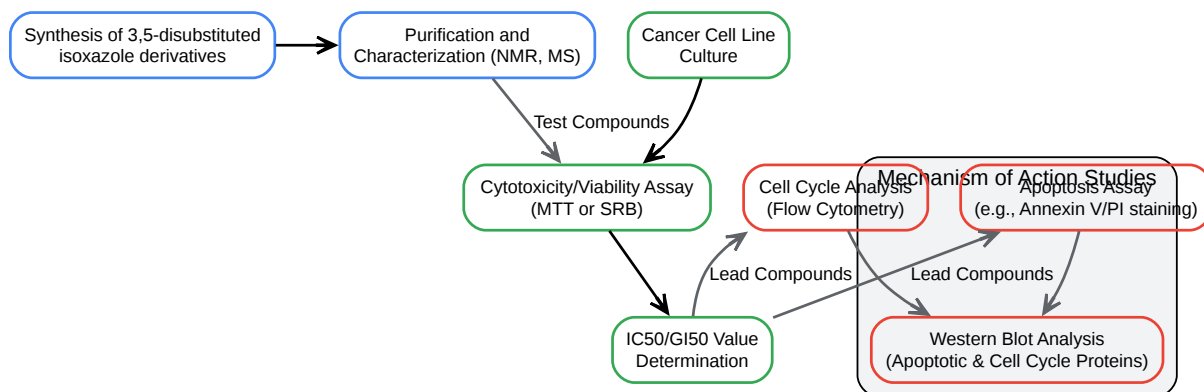 Synthesis of 3,5-disubstituted
isoxazole derivatives
Purification and
Characterization (NMR, MS)
Cancer Cell Line
Culture
Test Compounds
Mechanism of Action Studies
Cytotoxicity/Viability Assay
(MTT or SRB)
Cell Cycle Analysis
(Flow Cytometry)
Apoptosis Assay
(e.g., Annexin V/PI staining)
Lead Compounds
Lead Compounds
IC50/GI50 Value
Determination
Western Blot Analysis
(Apoptotic & Cell Cycle Proteins)